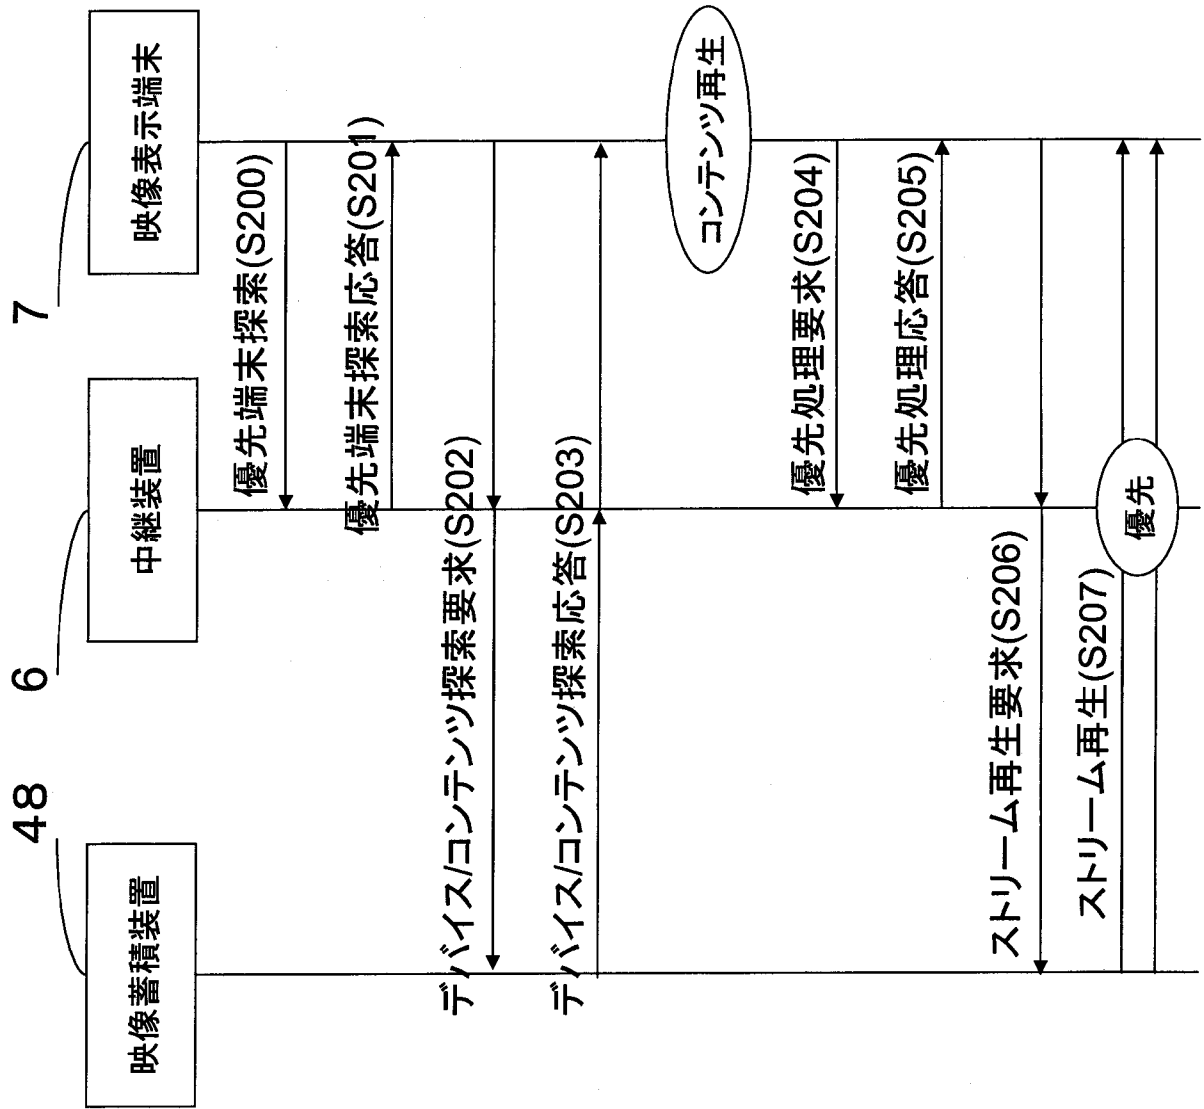 48
6
7
映像蓄積装置
中継装置
映像表示端末
優先端末探索(S200)
優先端末探索応答(S201)
デバイス/コンテンツ探索要求(S202)
デバイス/コンテンツ探索応答(S203)
コンテンツ再生
優先処理要求(S204)
優先処理応答(S205)
ストリーム再生要求(S206)
ストリーム再生(S207)
優先